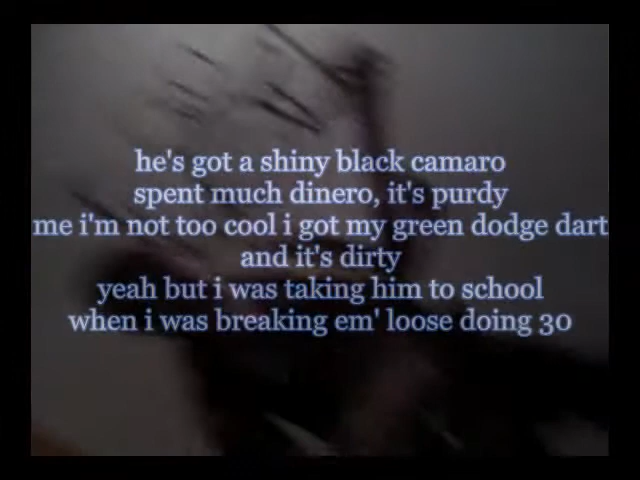 he's got a shiny black camaro
spent much dinero, it's purdy
me i'm not too cool i got my green dodge dart
and it's dirty
yeah but i was taking him to school
when i was breaking em' loose doing 30